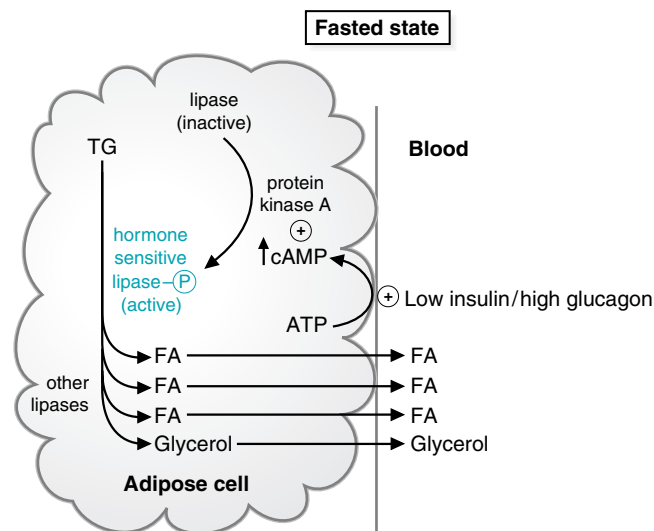 Fasted state
lipase
(inactive)
TG
Blood
protein
kinase A
+
hormone
sensitive
lipase–P
(active)
↑cAMP
+ Low insulin/high glucagon
ATP
FA
FA
other
lipases
FA
FA
FA
FA
Glycerol
Glycerol
Adipose cell